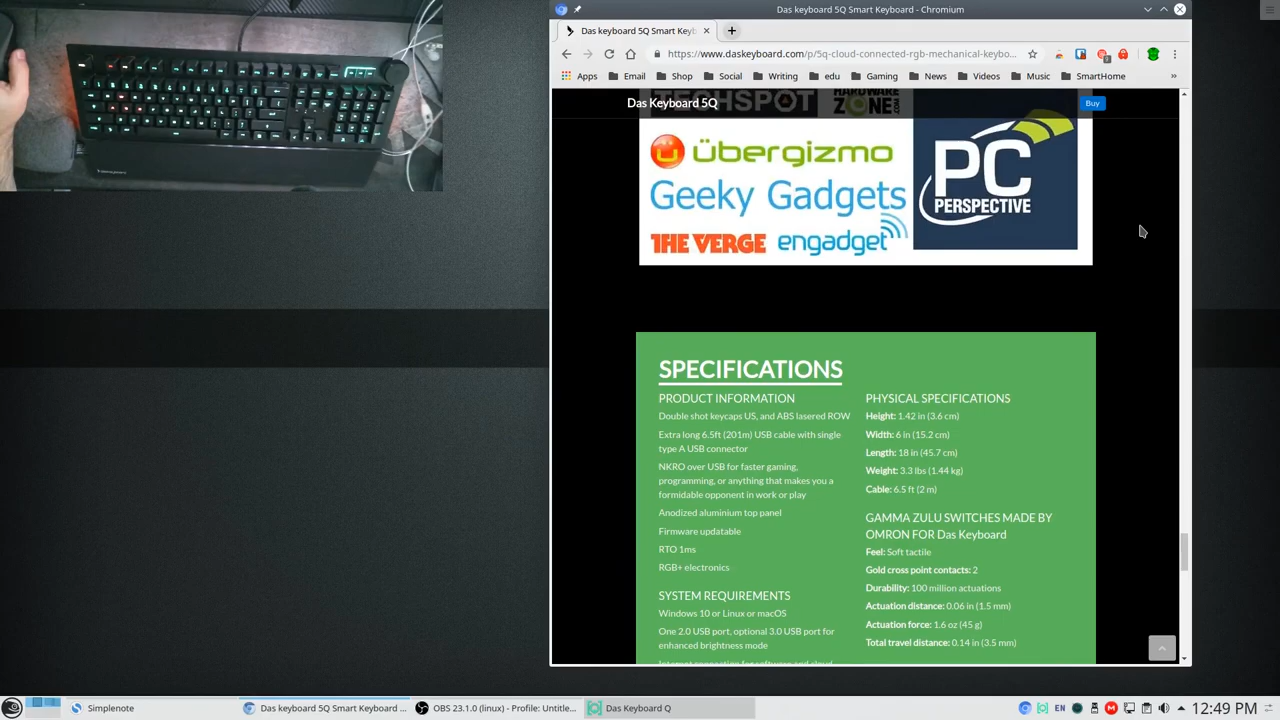 Das keyboard 5Q Smart Keyboard - Chromium
Das keyboard 5Q Smart Keyb
https://www.daskeyboard.com/p/5q-cloud-connected-rgb-mechanical-keybo...
Apps Email Shop Social Writing edu Gaming News Videos Music SmartHome »
TECHSPOT HARDWARE ZONE.COM
Das Keyboard 5Q Buy
übergizmo
Geeky Gadgets
PC PERSPECTIVE
THE VERGE engadget
SPECIFICATIONS
PRODUCT INFORMATION
Double shot keycaps US, and ABS lasered ROW
Extra long 6.5ft (201m) USB cable with single
type A USB connector
NKRO over USB for faster gaming,
programming, or anything that makes you a
formidable opponent in work or play
Anodized aluminium top panel
Firmware updatable
RTO 1ms
RGB+ electronics
SYSTEM REQUIREMENTS
Windows 10 or Linux or macOS
One 2.0 USB port, optional 3.0 USB port for
enhanced brightness mode
Internet connection for software and cloud
PHYSICAL SPECIFICATIONS
Height: 1.42 in (3.6 cm)
Width: 6 in (15.2 cm)
Length: 18 in (45.7 cm)
Weight: 3.3 lbs (1.44 kg)
Cable: 6.5 ft (2 m)
GAMMA ZULU SWITCHES MADE BY
OMRON FOR Das Keyboard
Feel: Soft tactile
Gold cross point contacts: 2
Durability: 100 million actuations
Actuation distance: 0.06 in (1.5 mm)
Actuation force: 1.6 oz (45 g)
Total travel distance: 0.14 in (3.5 mm)
Simplenote Das keyboard 5Q Smart Keyboard ... OBS 23.1.0 (linux) - Profile: Untitle... Das Keyboard Q EN 12:49 PM